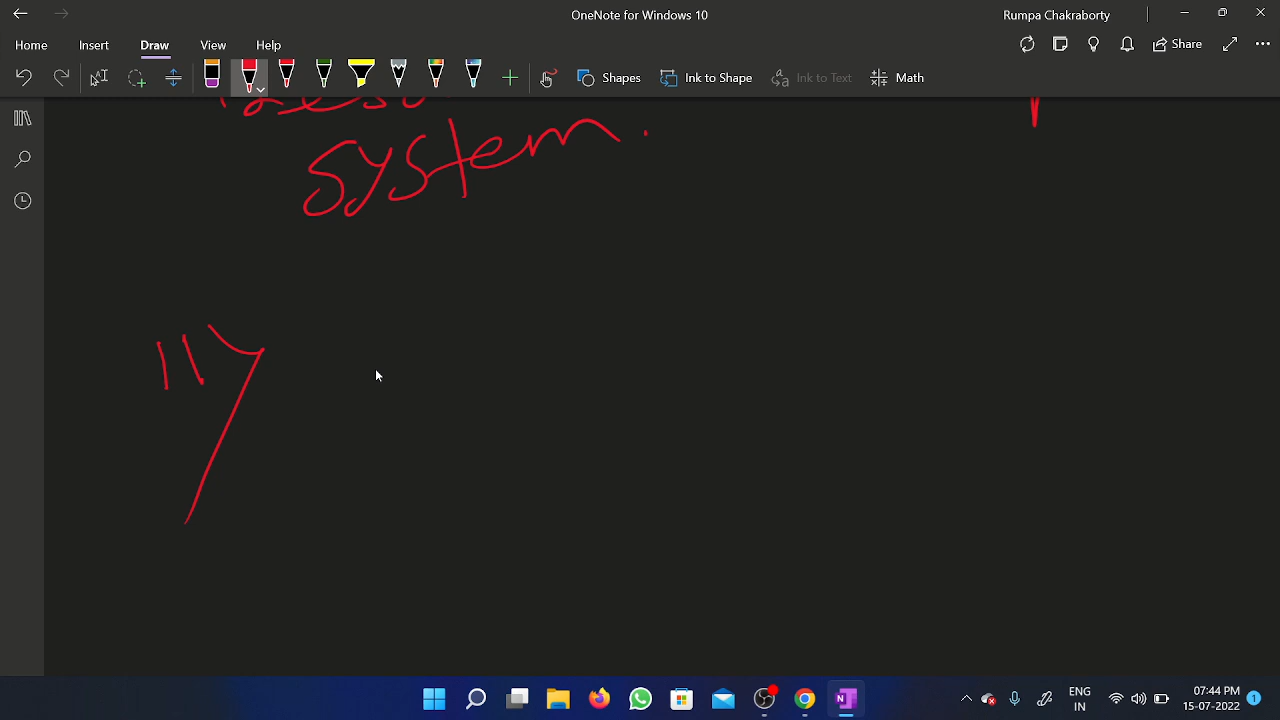 OneNote for Windows 10
Rumpa Chakraborty
Home Insert Draw View Help
Share
Shapes Ink to Shape Ink to Text Math
system.
ENG
IN
07:44 PM
15-07-2022
1